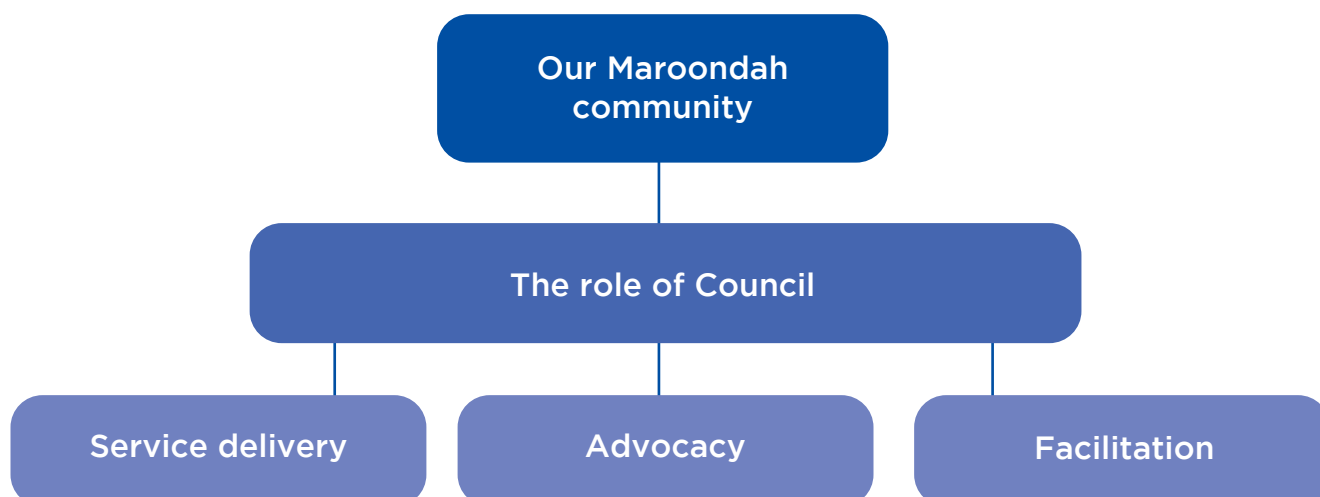 Our Maroondah
community
The role of Council
Service delivery
Advocacy
Facilitation